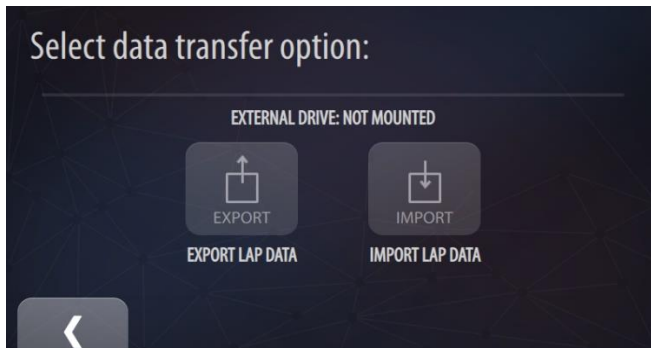 Select data transfer option:
EXTERNAL DRIVE: NOT MOUNTED
EXPORT IMPORT
EXPORT LAP DATA IMPORT LAP DATA